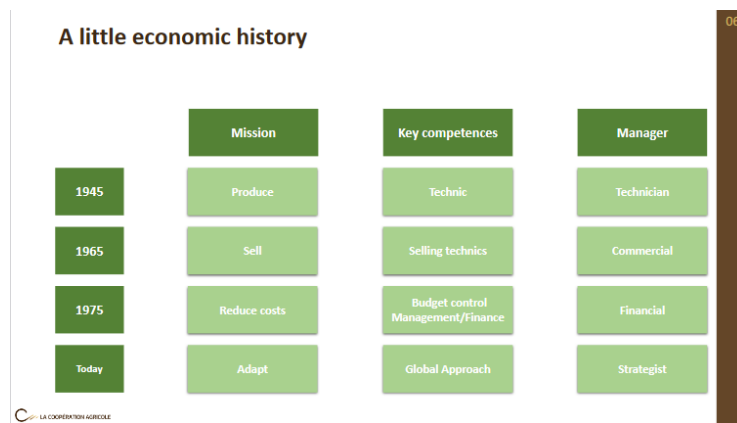 06
A little economic history
Mission Key competences Manager
1945 Produce Technic Technician
1965 Sell Selling technics Commercial
1975 Reduce costs Budget control
Management/Finance Financial
Today Adapt Global Approach Strategist
LA COOPÉRATION AGRICOLE